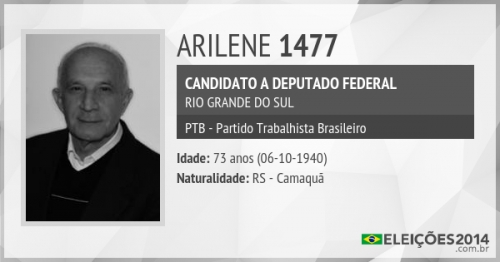 ARILENE 1477
CANDIDATO A DEPUTADO FEDERAL
RIO GRANDE DO SUL
PTB - Partido Trabalhista Brasileiro
Idade: 73 anos (06-10-1940)
Naturalidade: RS - Camaquã
ELEIÇÕES2014
.com.br